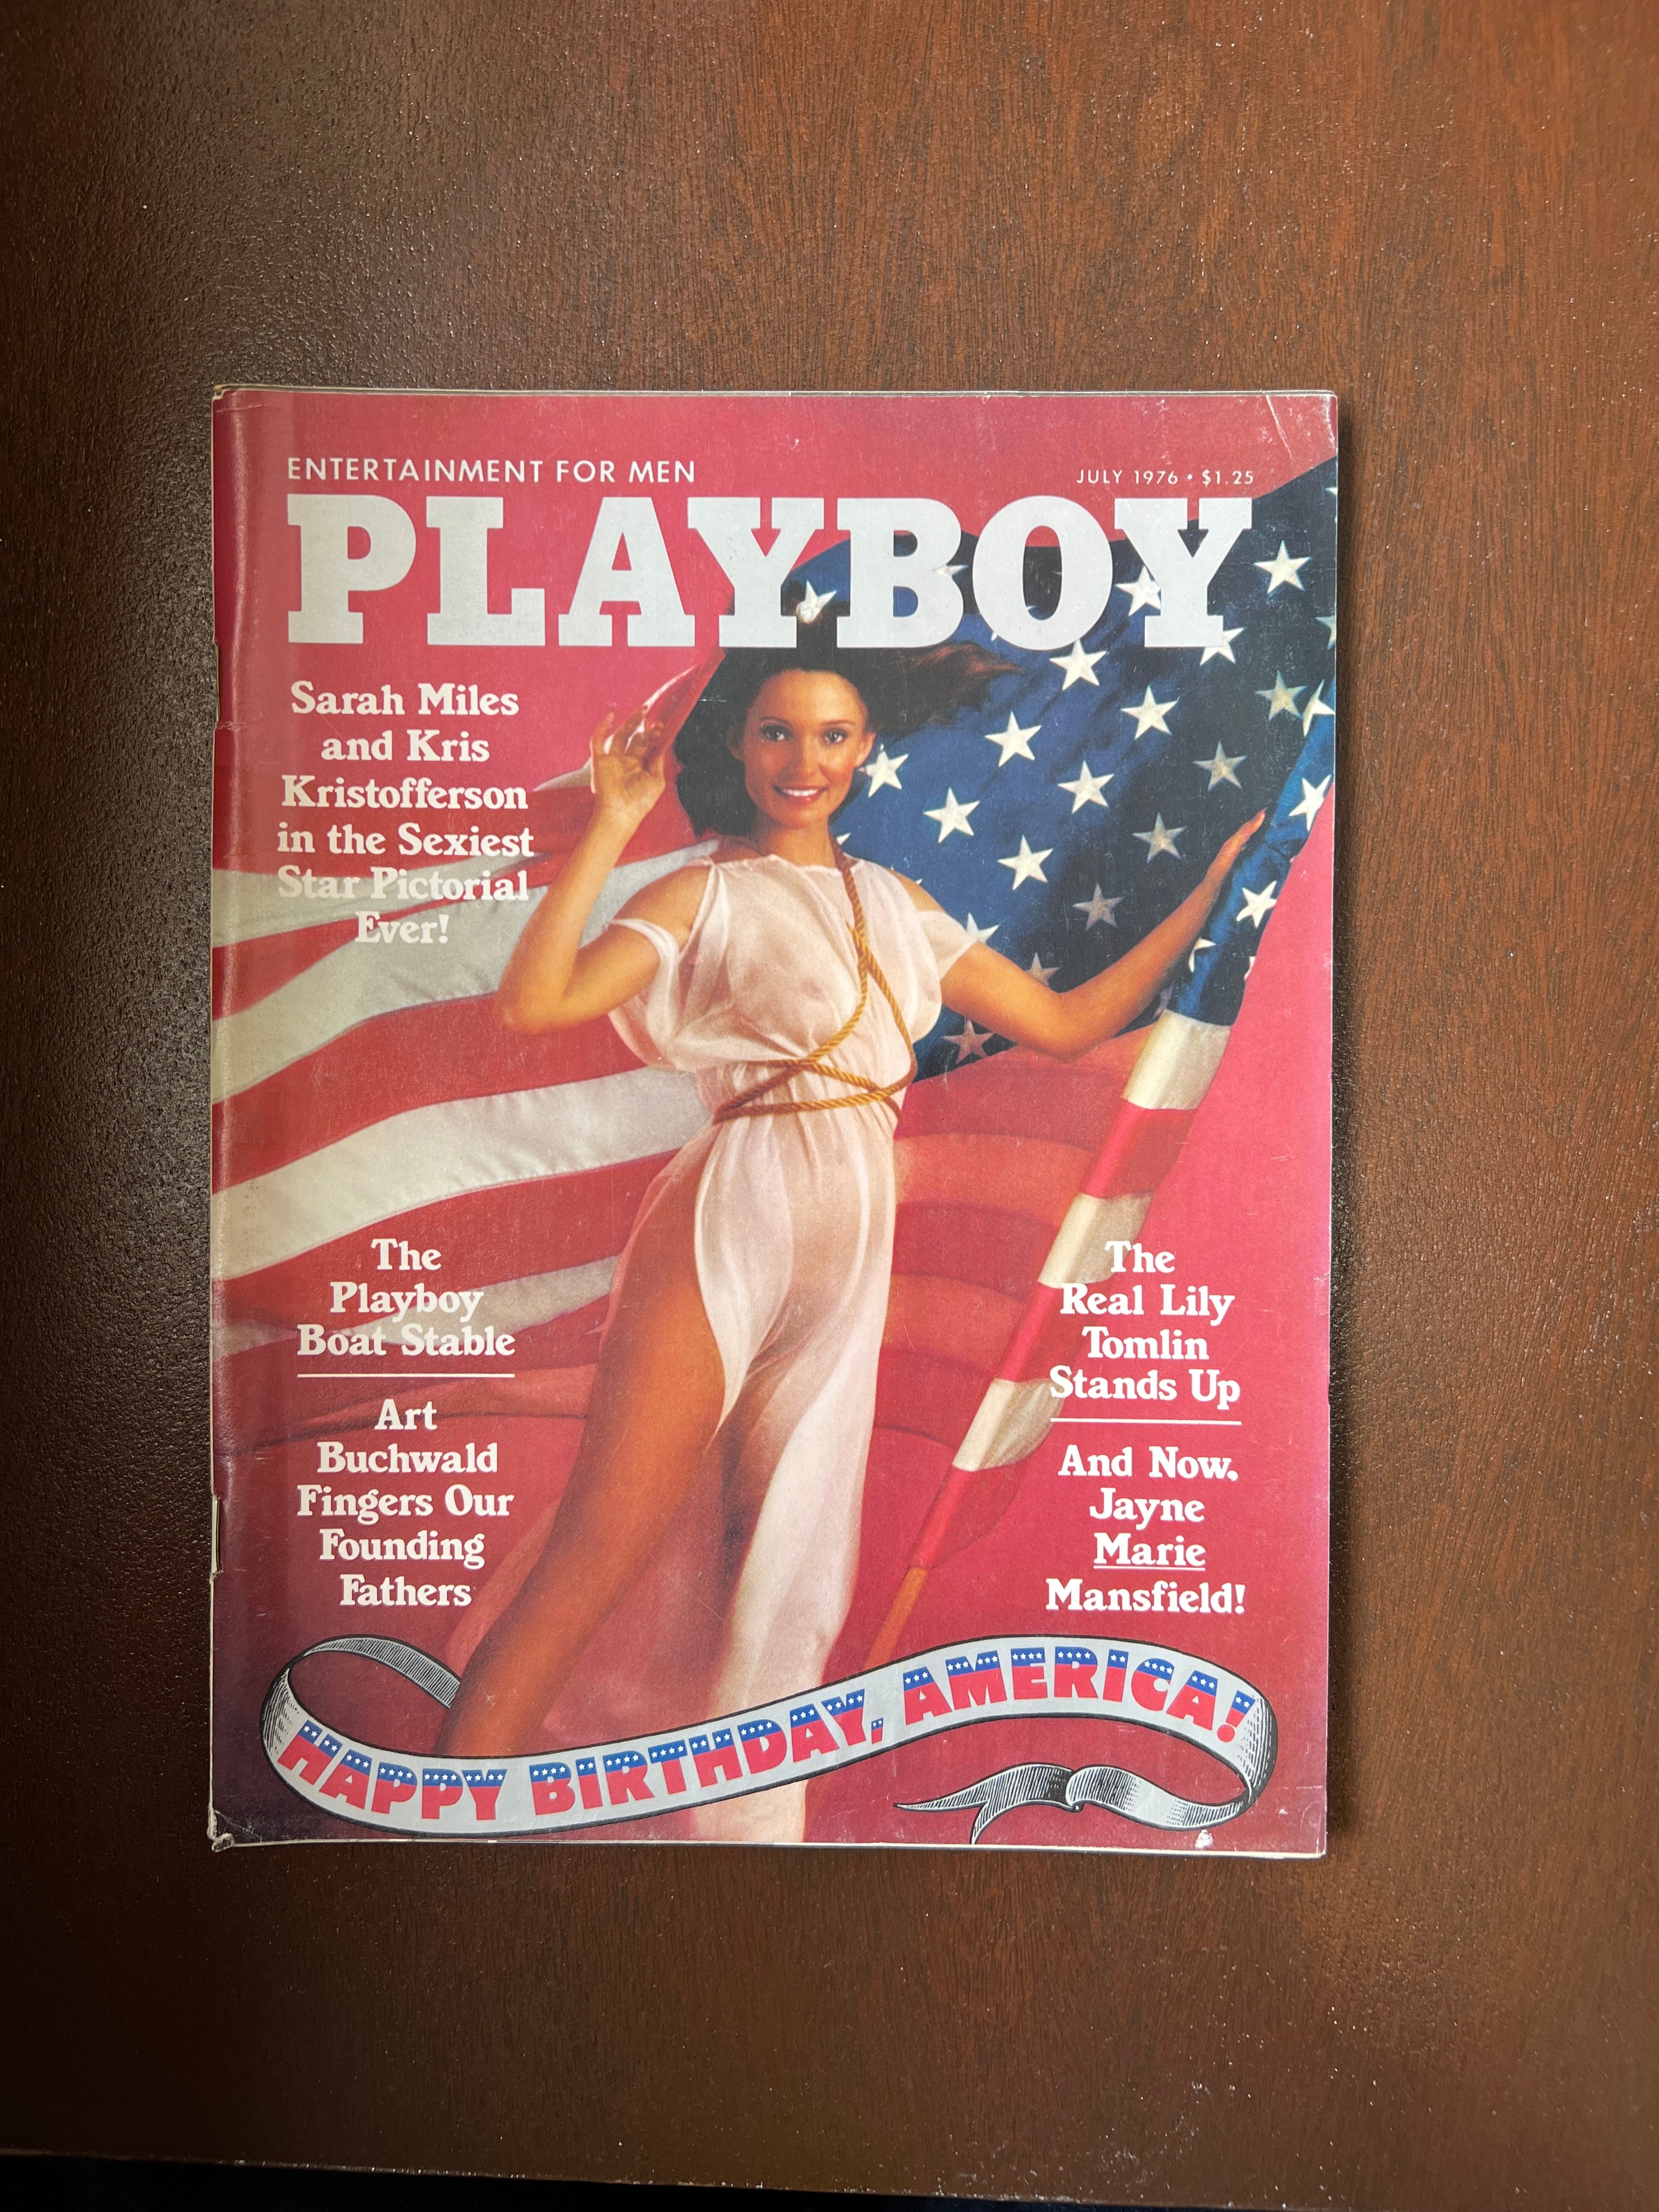 ENTERTAINMENT FOR MEN
JULY 1976 • $1.25
PLAYBOY
Sarah Miles
and Kris
Kristofferson
in the Sexiest
Star Pictorial
Ever!
The
Playboy
Boat Stable
Art
Buchwald
Fingers Our
Founding
Fathers
The
Real Lily
Tomlin
Stands Up
And Now,
Jayne
Marie
Mansfield!
HAPPY BIRTHDAY, AMERICA!